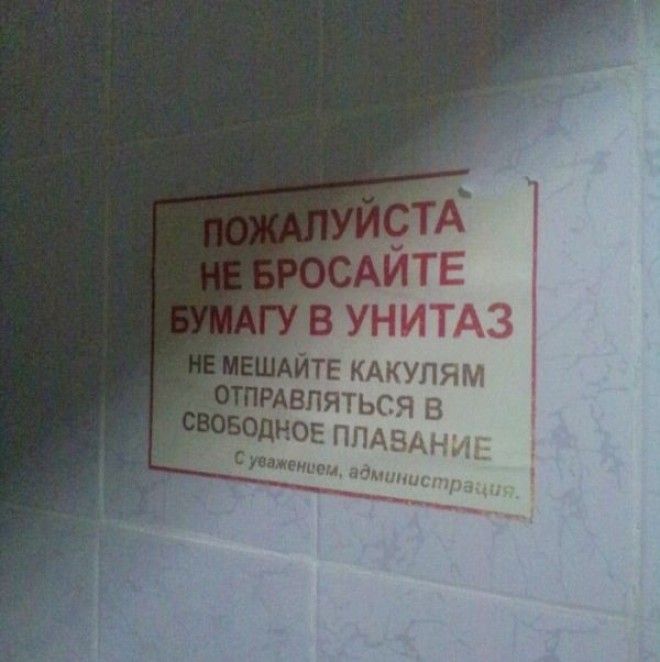 ПОЖАЛУЙСТА
НЕ БРОСАЙТЕ
БУМАГУ В УНИТАЗ
НЕ МЕШАЙТЕ КАКУЛЯМ
ОТПРАВЛЯТЬСЯ В
СВОБОДНОЕ ПЛАВАНИЕ
С уважением, администрация.